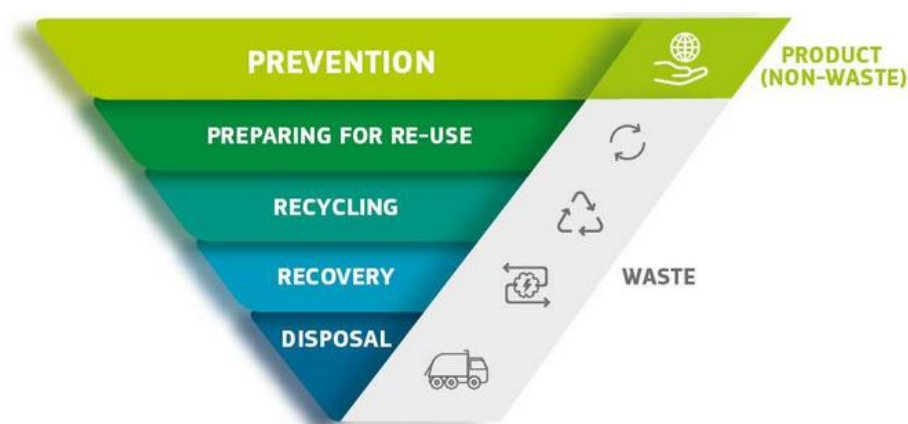 PREVENTION
PRODUCT
(NON-WASTE)
PREPARING FOR RE-USE
RECYCLING
RECOVERY
WASTE
DISPOSAL